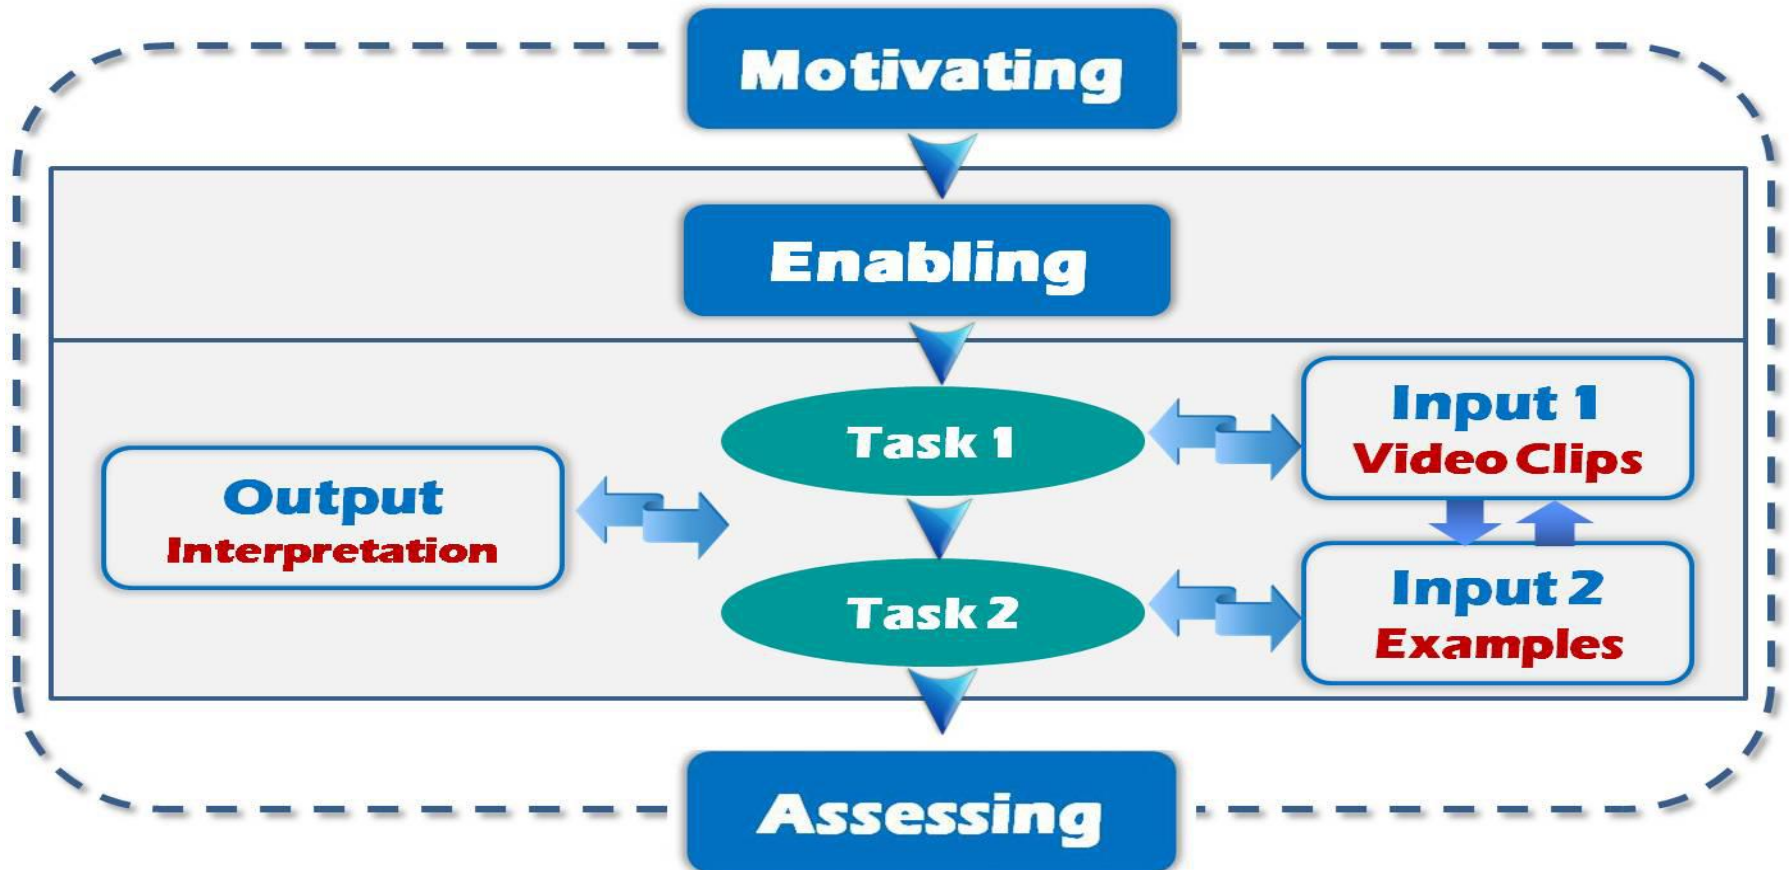 Motivating
Enabling
Task 1
Input 1
Video Clips
Output
Interpretation
Task 2
Input 2
Examples
Assessing